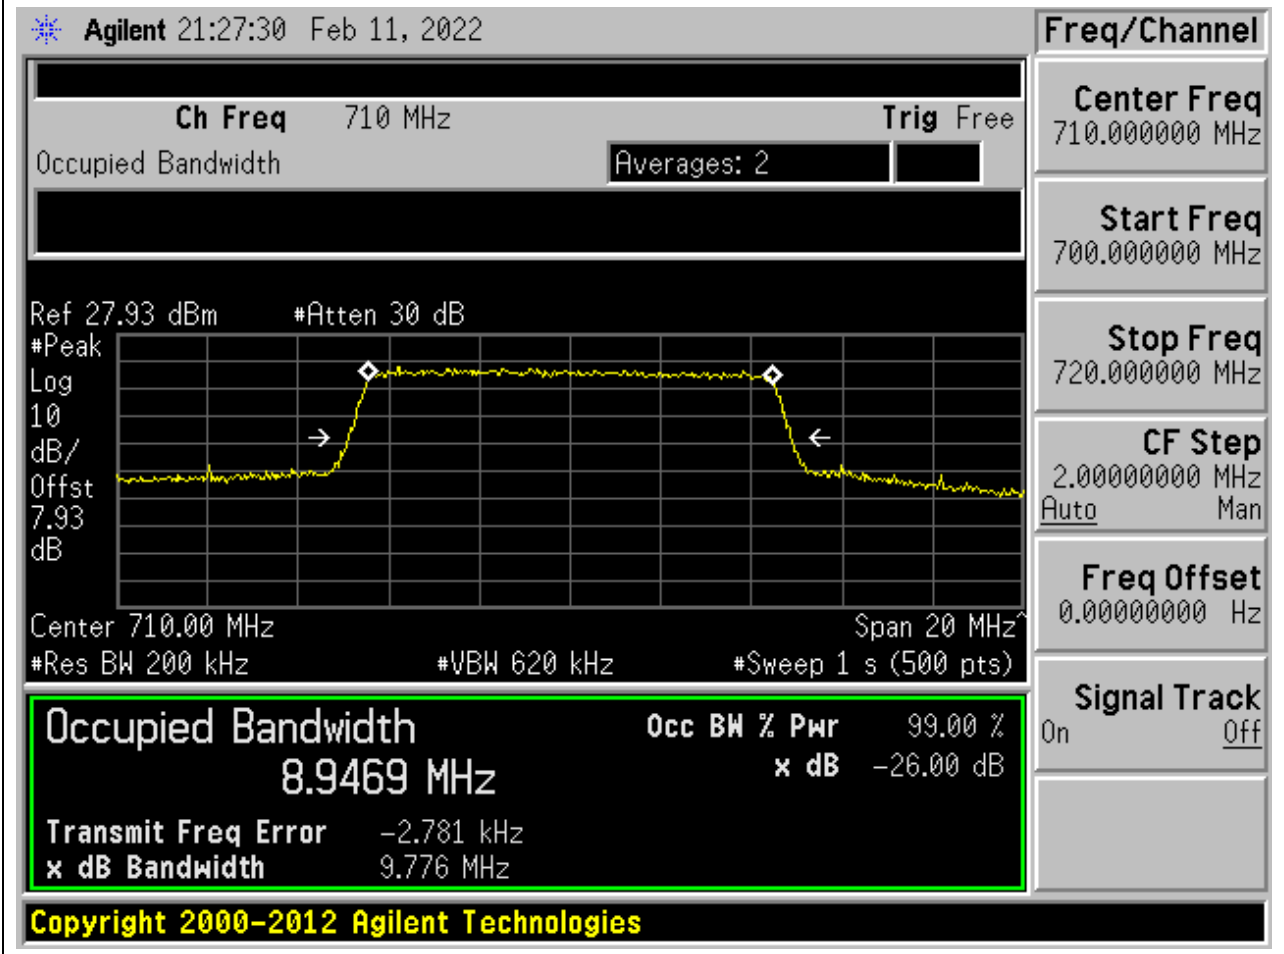 Agilent 21:27:30 Feb 11, 2022
Freq/Channel
Ch Freq 710 MHz Trig Free
Occupied Bandwidth Averages: 2
Ref 27.93 dBm #Atten 30 dB
#Peak
Log
10
dB/
Offst
7.93
dB
Center 710.00 MHz Span 20 MHz^
#Res BW 200 kHz #VBW 620 kHz #Sweep 1 s (500 pts)
Occupied Bandwidth Occ BW % Pwr 99.00 %
8.9469 MHz x dB -26.00 dB
Transmit Freq Error -2.781 kHz
x dB Bandwidth 9.776 MHz
Copyright 2000-2012 Agilent Technologies
Center Freq
710.000000 MHz
Start Freq
700.000000 MHz
Stop Freq
720.000000 MHz
CF Step
2.00000000 MHz
Auto Man
Freq Offset
0.00000000 Hz
Signal Track
On Off